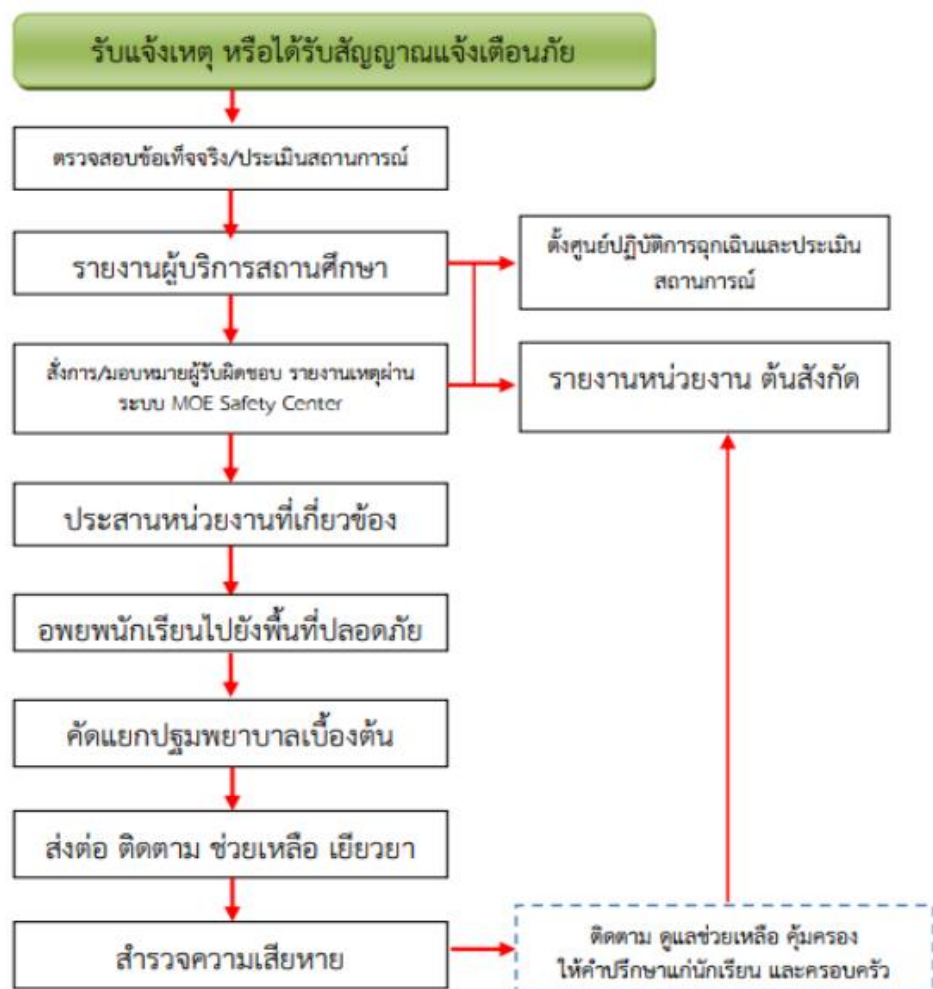 รับแจ้งเหตุ หรือได้รับสัญญาณแจ้งเตือนภัย
ตรวจสอบข้อเท็จจริง/ประเมินสถานการณ์
รายงานผู้บริการสถานศึกษา
ตั้งศูนย์ปฏิบัติการฉุกเฉินและประเมิน
สถานการณ์
สั่งการ/มอบหมายผู้รับผิดชอบ รายงานเหตุผ่าน
ระบบ MOE Safety Center
รายงานหน่วยงาน ต้นสังกัด
ประสานหน่วยงานที่เกี่ยวข้อง
อพยพนักเรียนไปยังพื้นที่ปลอดภัย
คัดแยกปฐมพยาบาลเบื้องต้น
ส่งต่อ ติดตาม ช่วยเหลือ เยียวยา
สำรวจความเสียหาย
ติดตาม ดูแลช่วยเหลือ คุ้มครอง
ให้คำปรึกษาแก่นักเรียน และครอบครัว